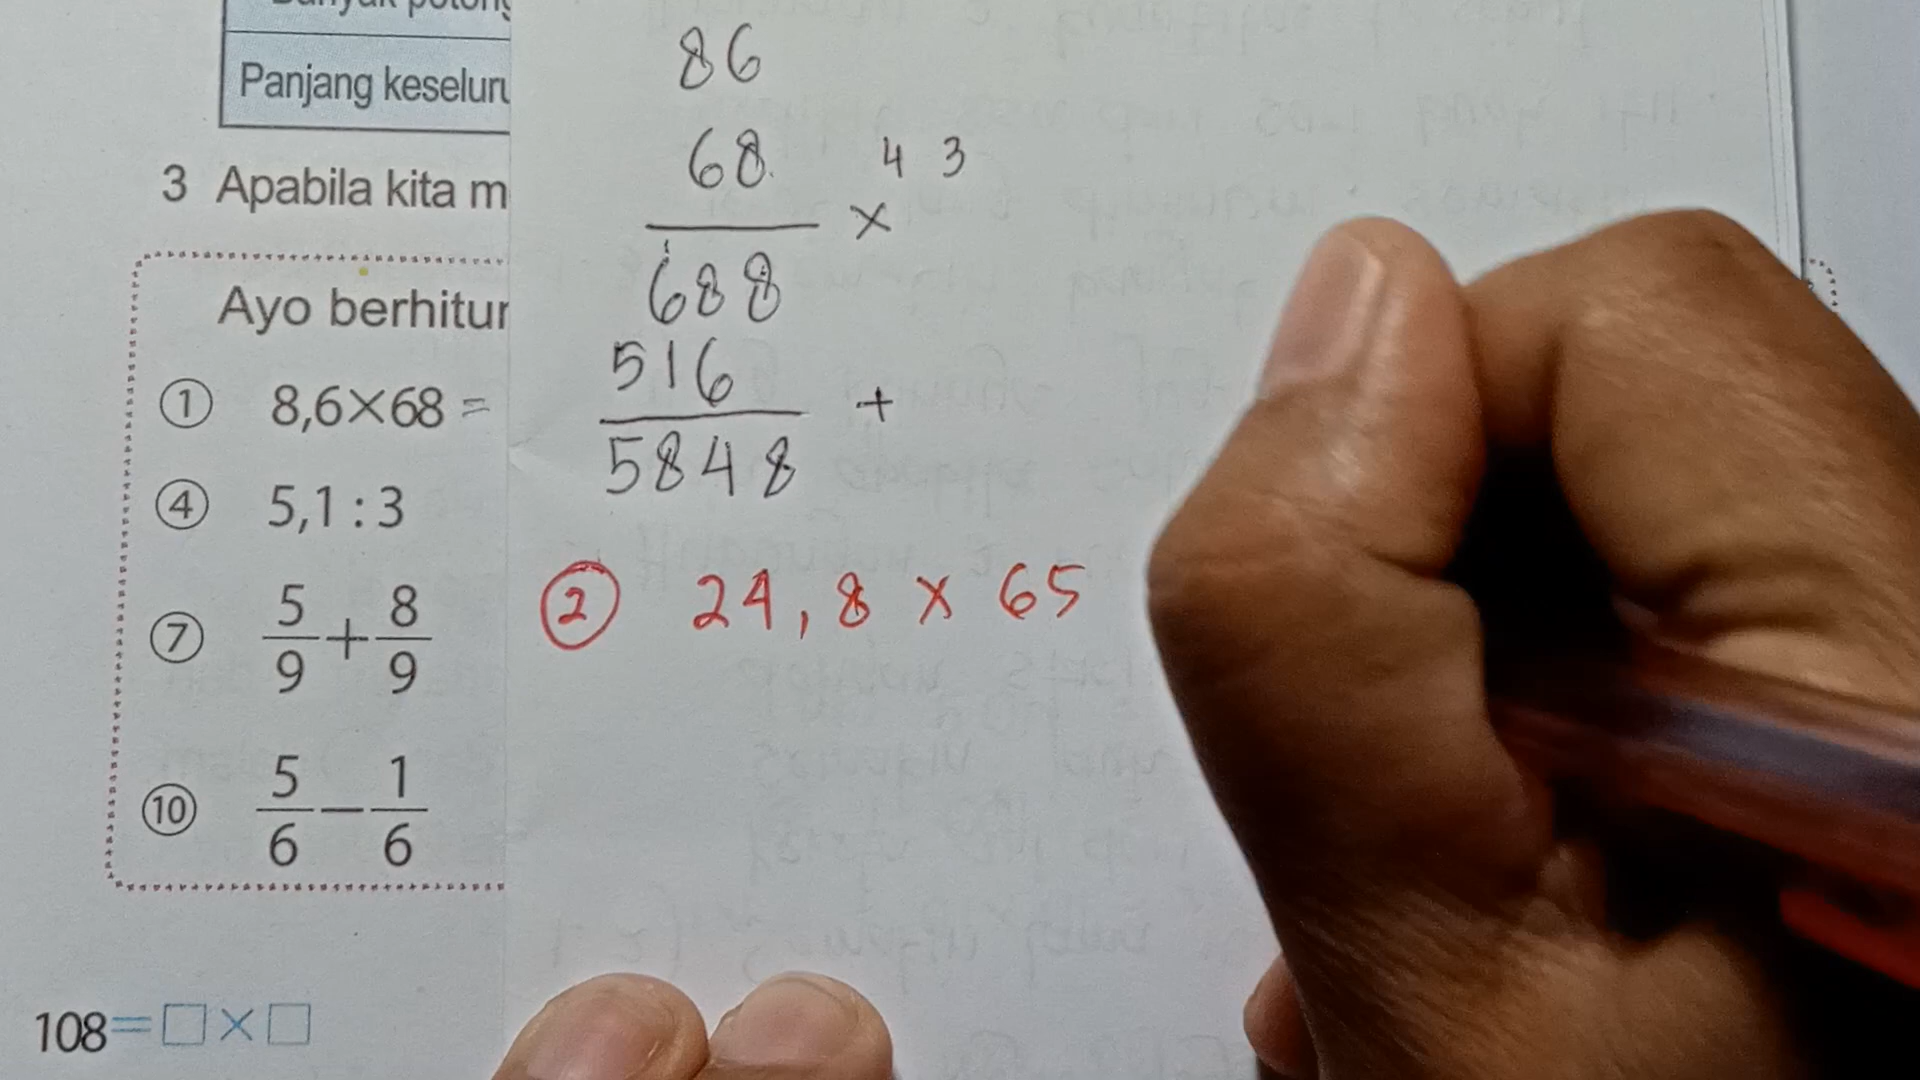 Panjang keseluru
3 Apabila kita m
Ayo berhitun
① 8,6×68 =
④ 5,1 : 3
⑦ 5/9 + 8/9
⑩ 5/6 − 1/6
108 = □ × □
86
68 4 3
×
688
516
+
5848
② 24,8 × 65